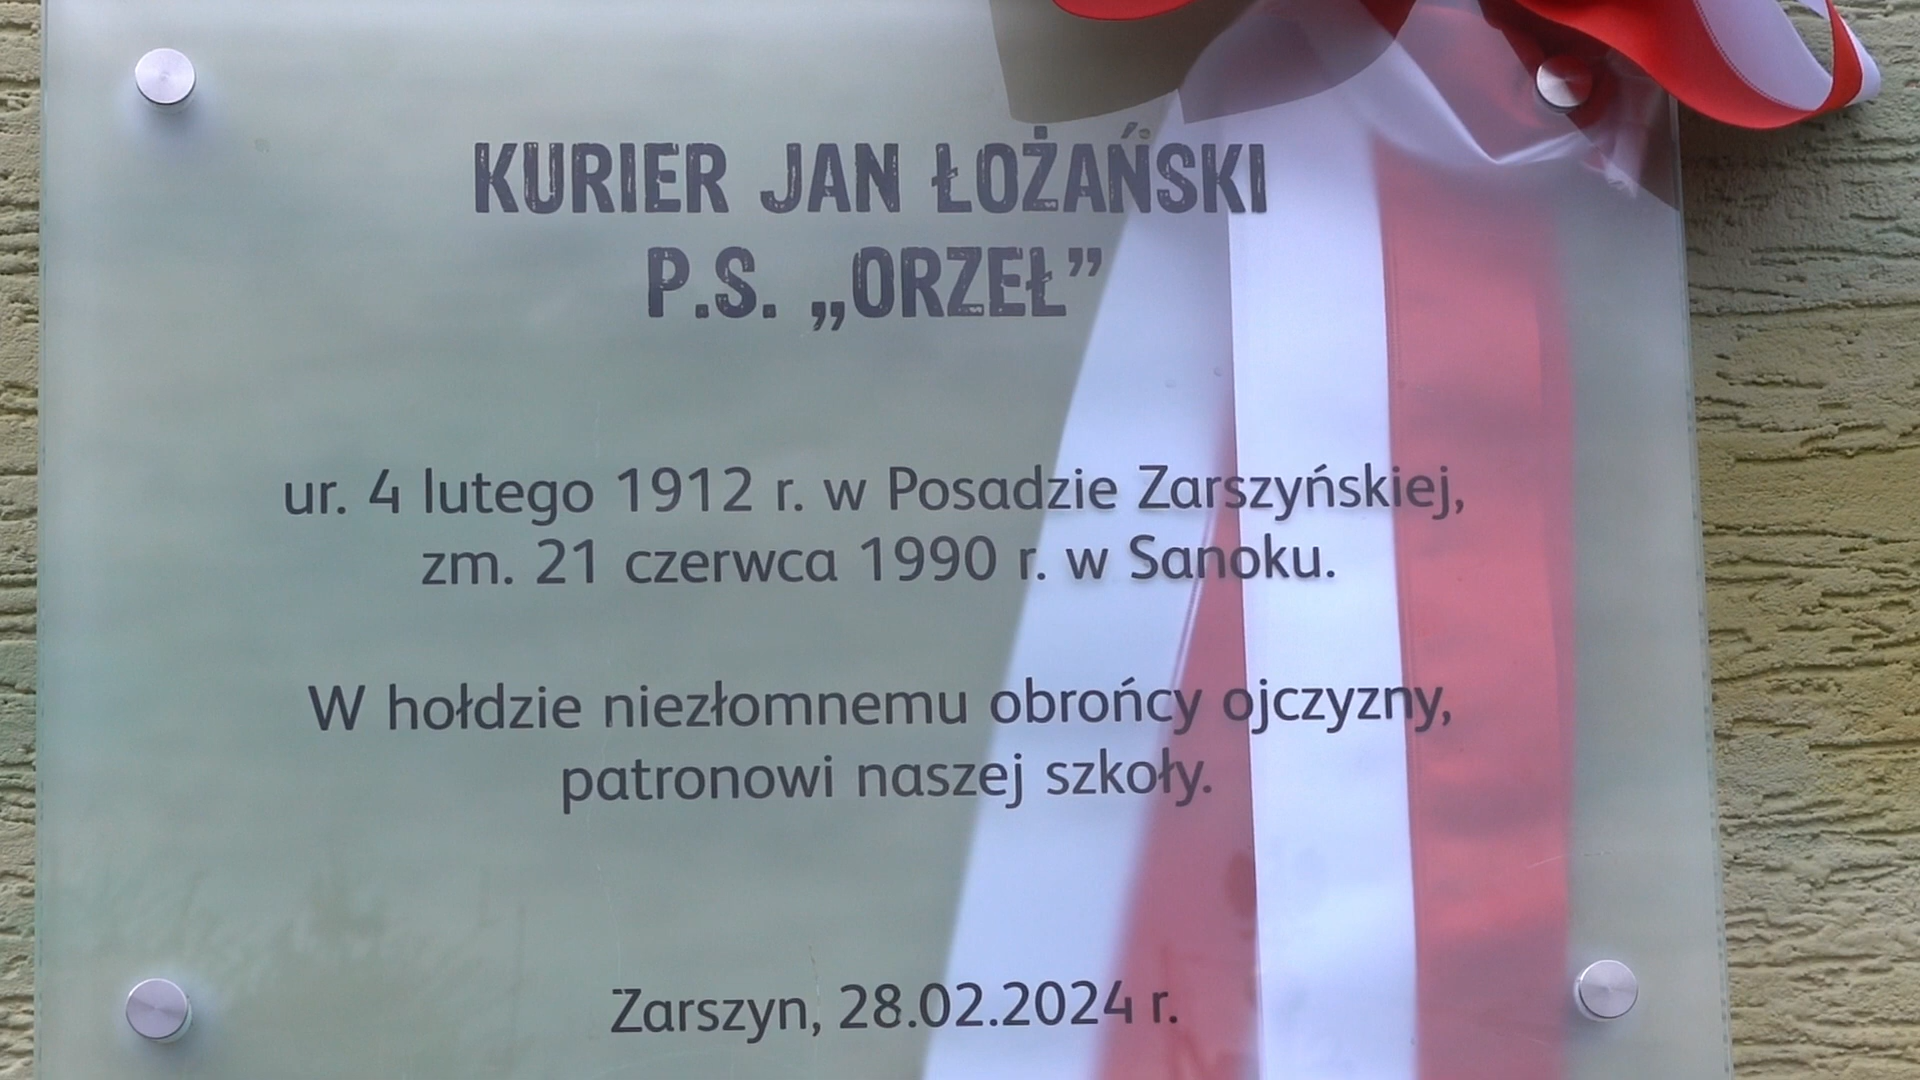 KURIER JAN ŁOŻAŃSKI
P.S. „ORZEŁ”
ur. 4 lutego 1912 r. w Posadzie Zarszyńskiej,
zm. 21 czerwca 1990 r. w Sanoku.
W hołdzie niezłomnemu obrońcy ojczyzny,
patronowi naszej szkoły.
Zarszyn, 28.02.2024 r.